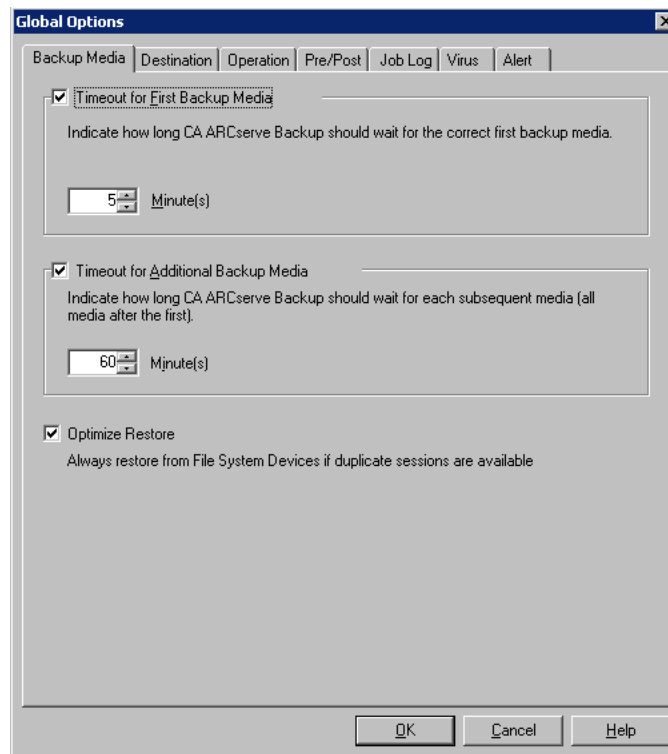 Global Options
Backup Media
Destination
Operation
Pre/Post
Job Log
Virus
Alert
Timeout for First Backup Media
Indicate how long CA ARCserve Backup should wait for the correct first backup media.
5
Minute(s)
Timeout for Additional Backup Media
Indicate how long CA ARCserve Backup should wait for each subsequent media (all
media after the first).
60
Minute(s)
Optimize Restore
Always restore from File System Devices if duplicate sessions are available
OK
Cancel
Help